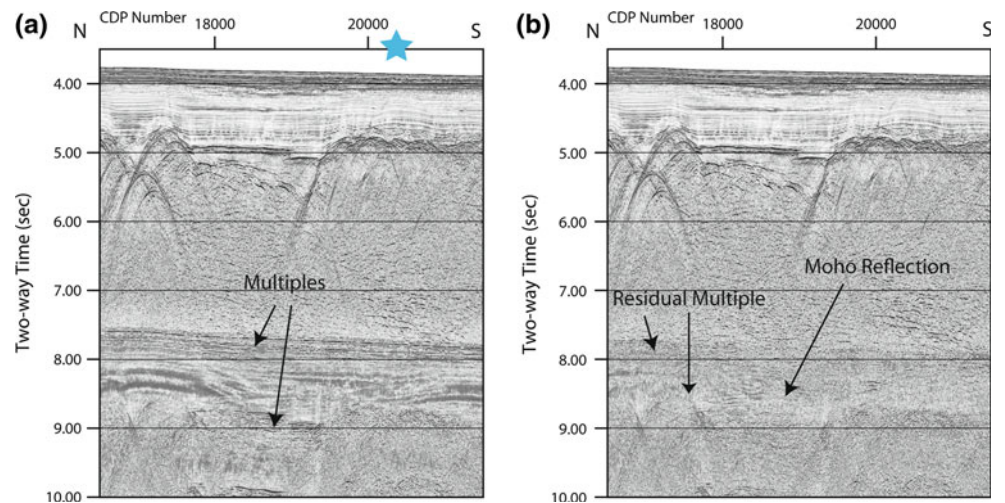 (a)
CDP Number 18000 20000
N S
4.00
5.00
6.00
7.00
8.00
9.00
10.00
Two-way Time (sec)
Multiples
(b)
CDP Number 18000 20000
N S
4.00
5.00
6.00
7.00
8.00
9.00
10.00
Two-way Time (sec)
Moho Reflection
Residual Multiple